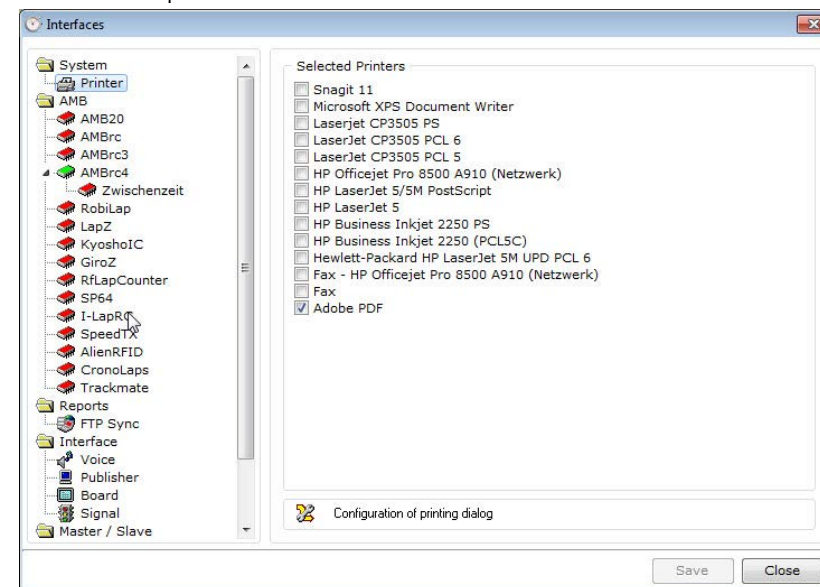 Interfaces
System
Printer
AMB
AMB20
AMBrc
AMBrc3
AMBrc4
Zwischenzeit
RobiLap
LapZ
KyoshoIC
GiroZ
RfLapCounter
SP64
I-LapRC
SpeedTX
AlienRFID
CronoLaps
Trackmate
Reports
FTP Sync
Interface
Voice
Publisher
Board
Signal
Master / Slave
Selected Printers
Snagit 11
Microsoft XPS Document Writer
Laserjet CP3505 PS
LaserJet CP3505 PCL 6
LaserJet CP3505 PCL 5
HP Officejet Pro 8500 A910 (Netzwerk)
HP LaserJet 5/5M PostScript
HP LaserJet 5
HP Business Inkjet 2250 PS
HP Business Inkjet 2250 (PCL5C)
Hewlett-Packard HP LaserJet 5M UPD PCL 6
Fax - HP Officejet Pro 8500 A910 (Netzwerk)
Fax
Adobe PDF
Configuration of printing dialog
Save
Close